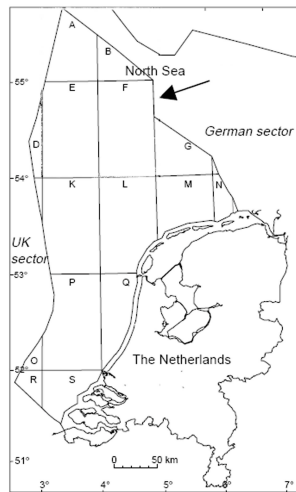 A
B
North Sea
55°
E F
German sector
D
G
54°
K L M N
UK
sector
53°
P Q
The Netherlands
O
52°
R S
51°
0 50 km
3° 4° 5° 6° 7°